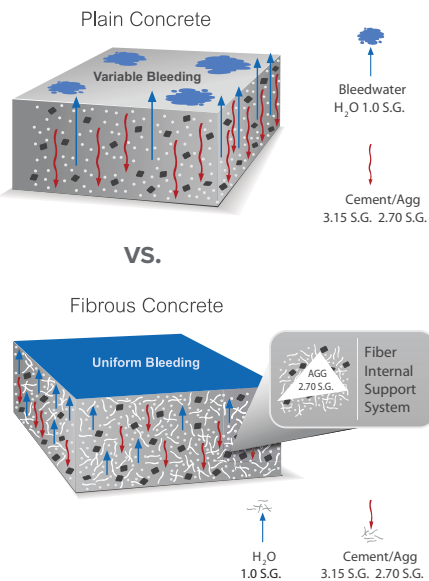 Plain Concrete
Variable Bleeding
Bleedwater
H₂O 1.0 S.G.
Cement/Agg
3.15 S.G. 2.70 S.G.
VS.
Fibrous Concrete
Uniform Bleeding
AGG
2.70 S.G.
Fiber
Internal
Support
System
H₂O
1.0 S.G.
Cement/Agg
3.15 S.G. 2.70 S.G.